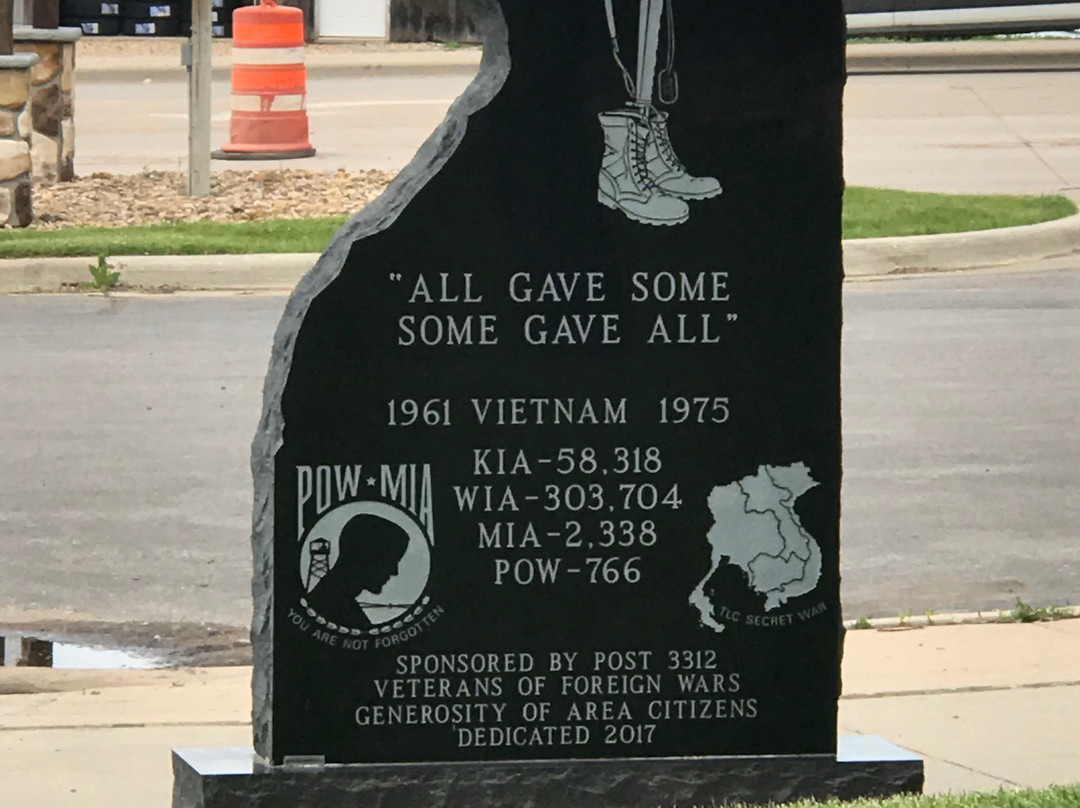 "ALL GAVE SOME
SOME GAVE ALL"
1961 VIETNAM 1975
KIA-58,318
WIA-303,704
MIA-2,338
POW-766
POW★MIA
YOU ARE NOT FORGOTTEN
TLC SECRET WAR
SPONSORED BY POST 3312
VETERANS OF FOREIGN WARS
GENEROSITY OF AREA CITIZENS
DEDICATED 2017